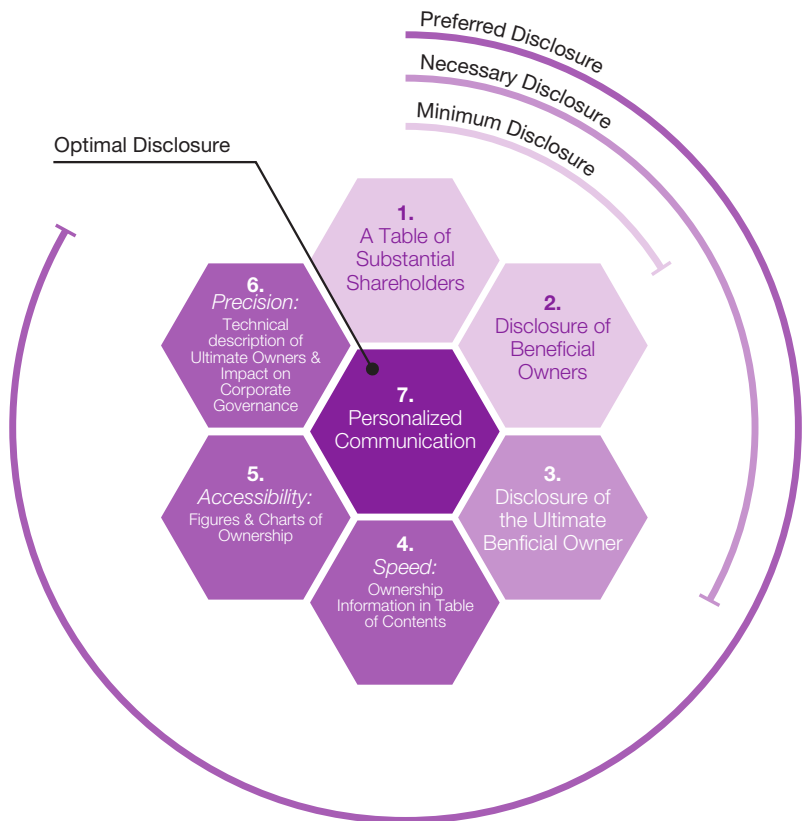 Preferred Disclosure
Necessary Disclosure
Minimum Disclosure
Optimal Disclosure
1.
A Table of
Substantial
Shareholders
2.
Disclosure of
Beneficial
Owners
3.
Disclosure of
the Ultimate
Benficial Owner
4.
Speed:
Ownership
Information in Table
of Contents
5.
Accessibility:
Figures & Charts of
Ownership
6.
Precision:
Technical
description of
Ultimate Owners &
Impact on
Corporate
Governance
7.
Personalized
Communication